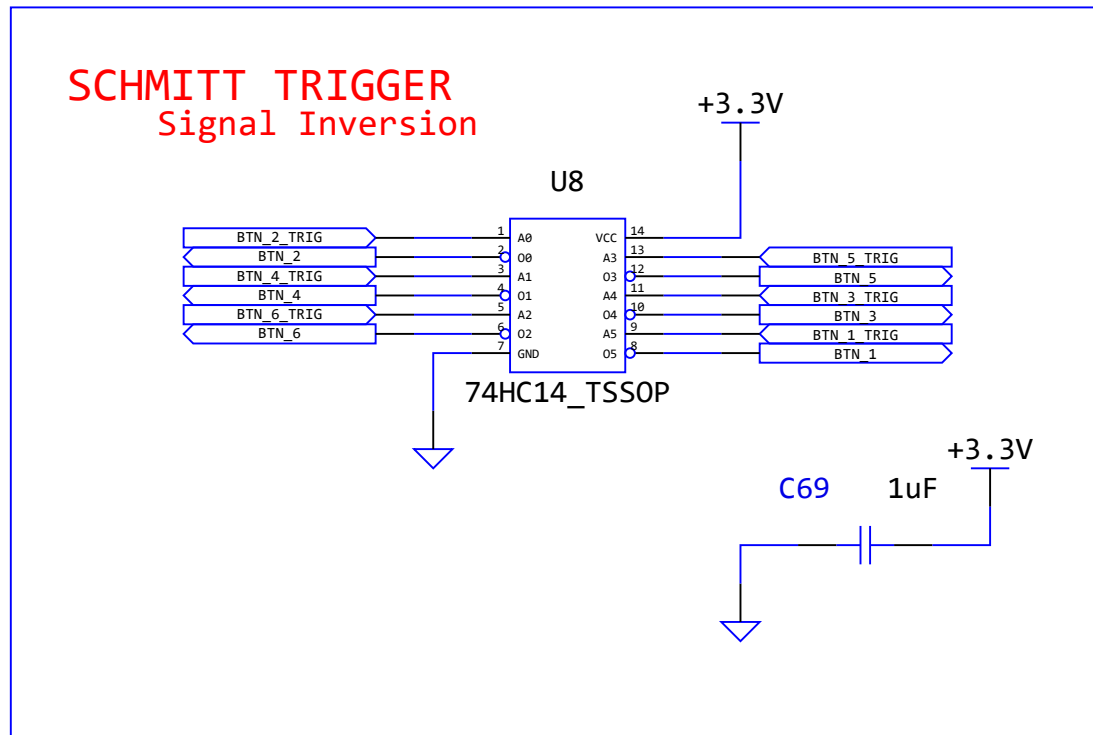 SCHMITT TRIGGER
Signal Inversion
+3.3V
U8
BTN_2_TRIG 1 A0 VCC 14
BTN_2 2 O0 A3 13 BTN_5_TRIG
BTN_4_TRIG 3 A1 O3 12 BTN_5
BTN_4 4 O1 A4 11 BTN_3_TRIG
BTN_6_TRIG 5 A2 O4 10 BTN_3
BTN_6 6 O2 A5 9 BTN_1_TRIG
7 GND O5 8 BTN_1
74HC14_TSSOP
+3.3V
C69 1uF